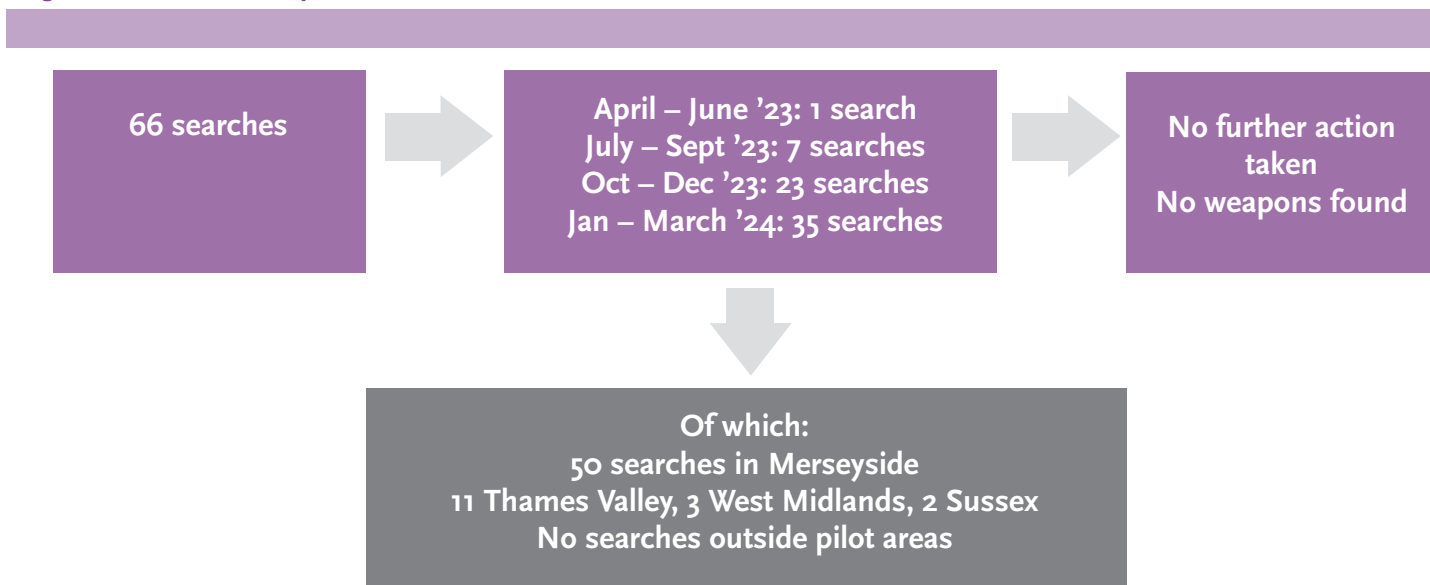 66 searches
April – June ’23: 1 search
July – Sept ’23: 7 searches
Oct – Dec ’23: 23 searches
Jan – March ’24: 35 searches
No further action
taken
No weapons found
Of which:
50 searches in Merseyside
11 Thames Valley, 3 West Midlands, 2 Sussex
No searches outside pilot areas